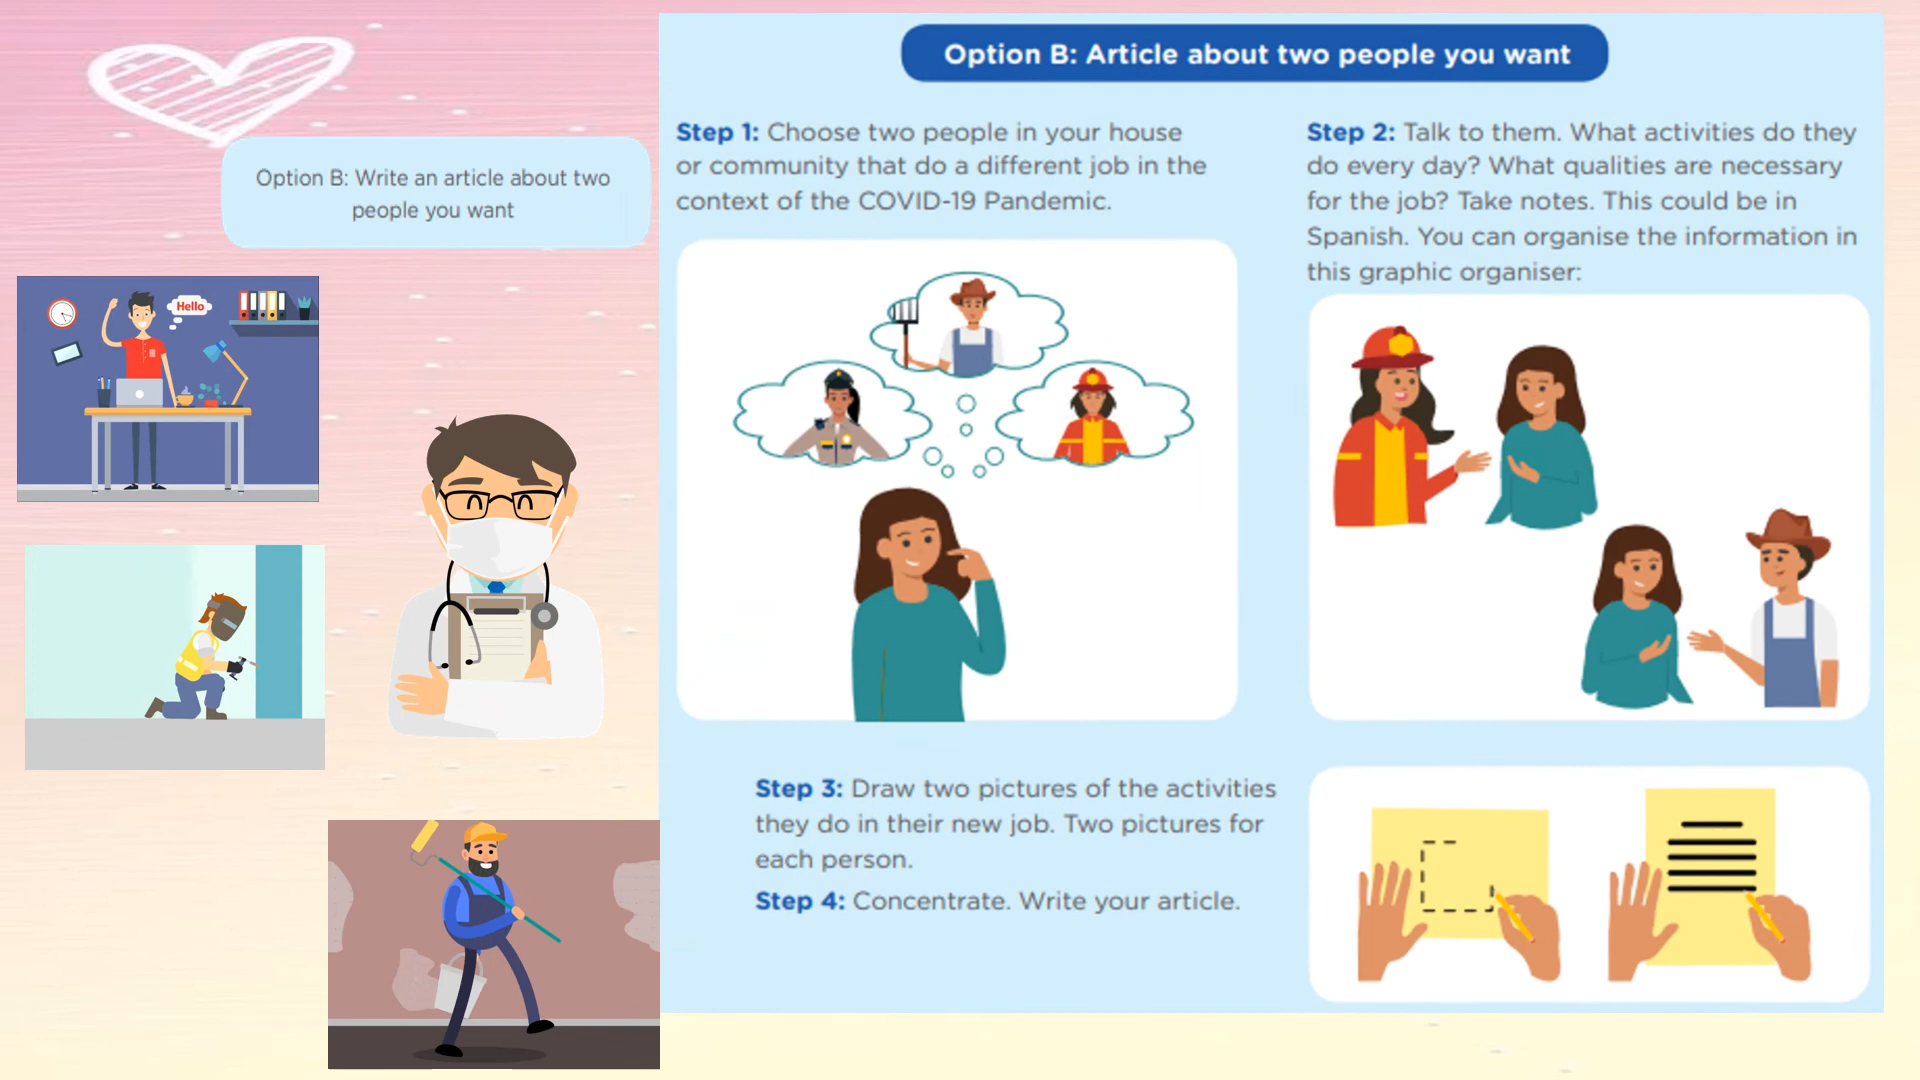 Option B: Write an article about two
people you want
Hello
Option B: Article about two people you want
Step 1: Choose two people in your house
or community that do a different job in the
context of the COVID-19 Pandemic.
Step 2: Talk to them. What activities do they
do every day? What qualities are necessary
for the job? Take notes. This could be in
Spanish. You can organise the information in
this graphic organiser:
Step 3: Draw two pictures of the activities
they do in their new job. Two pictures for
each person.
Step 4: Concentrate. Write your article.